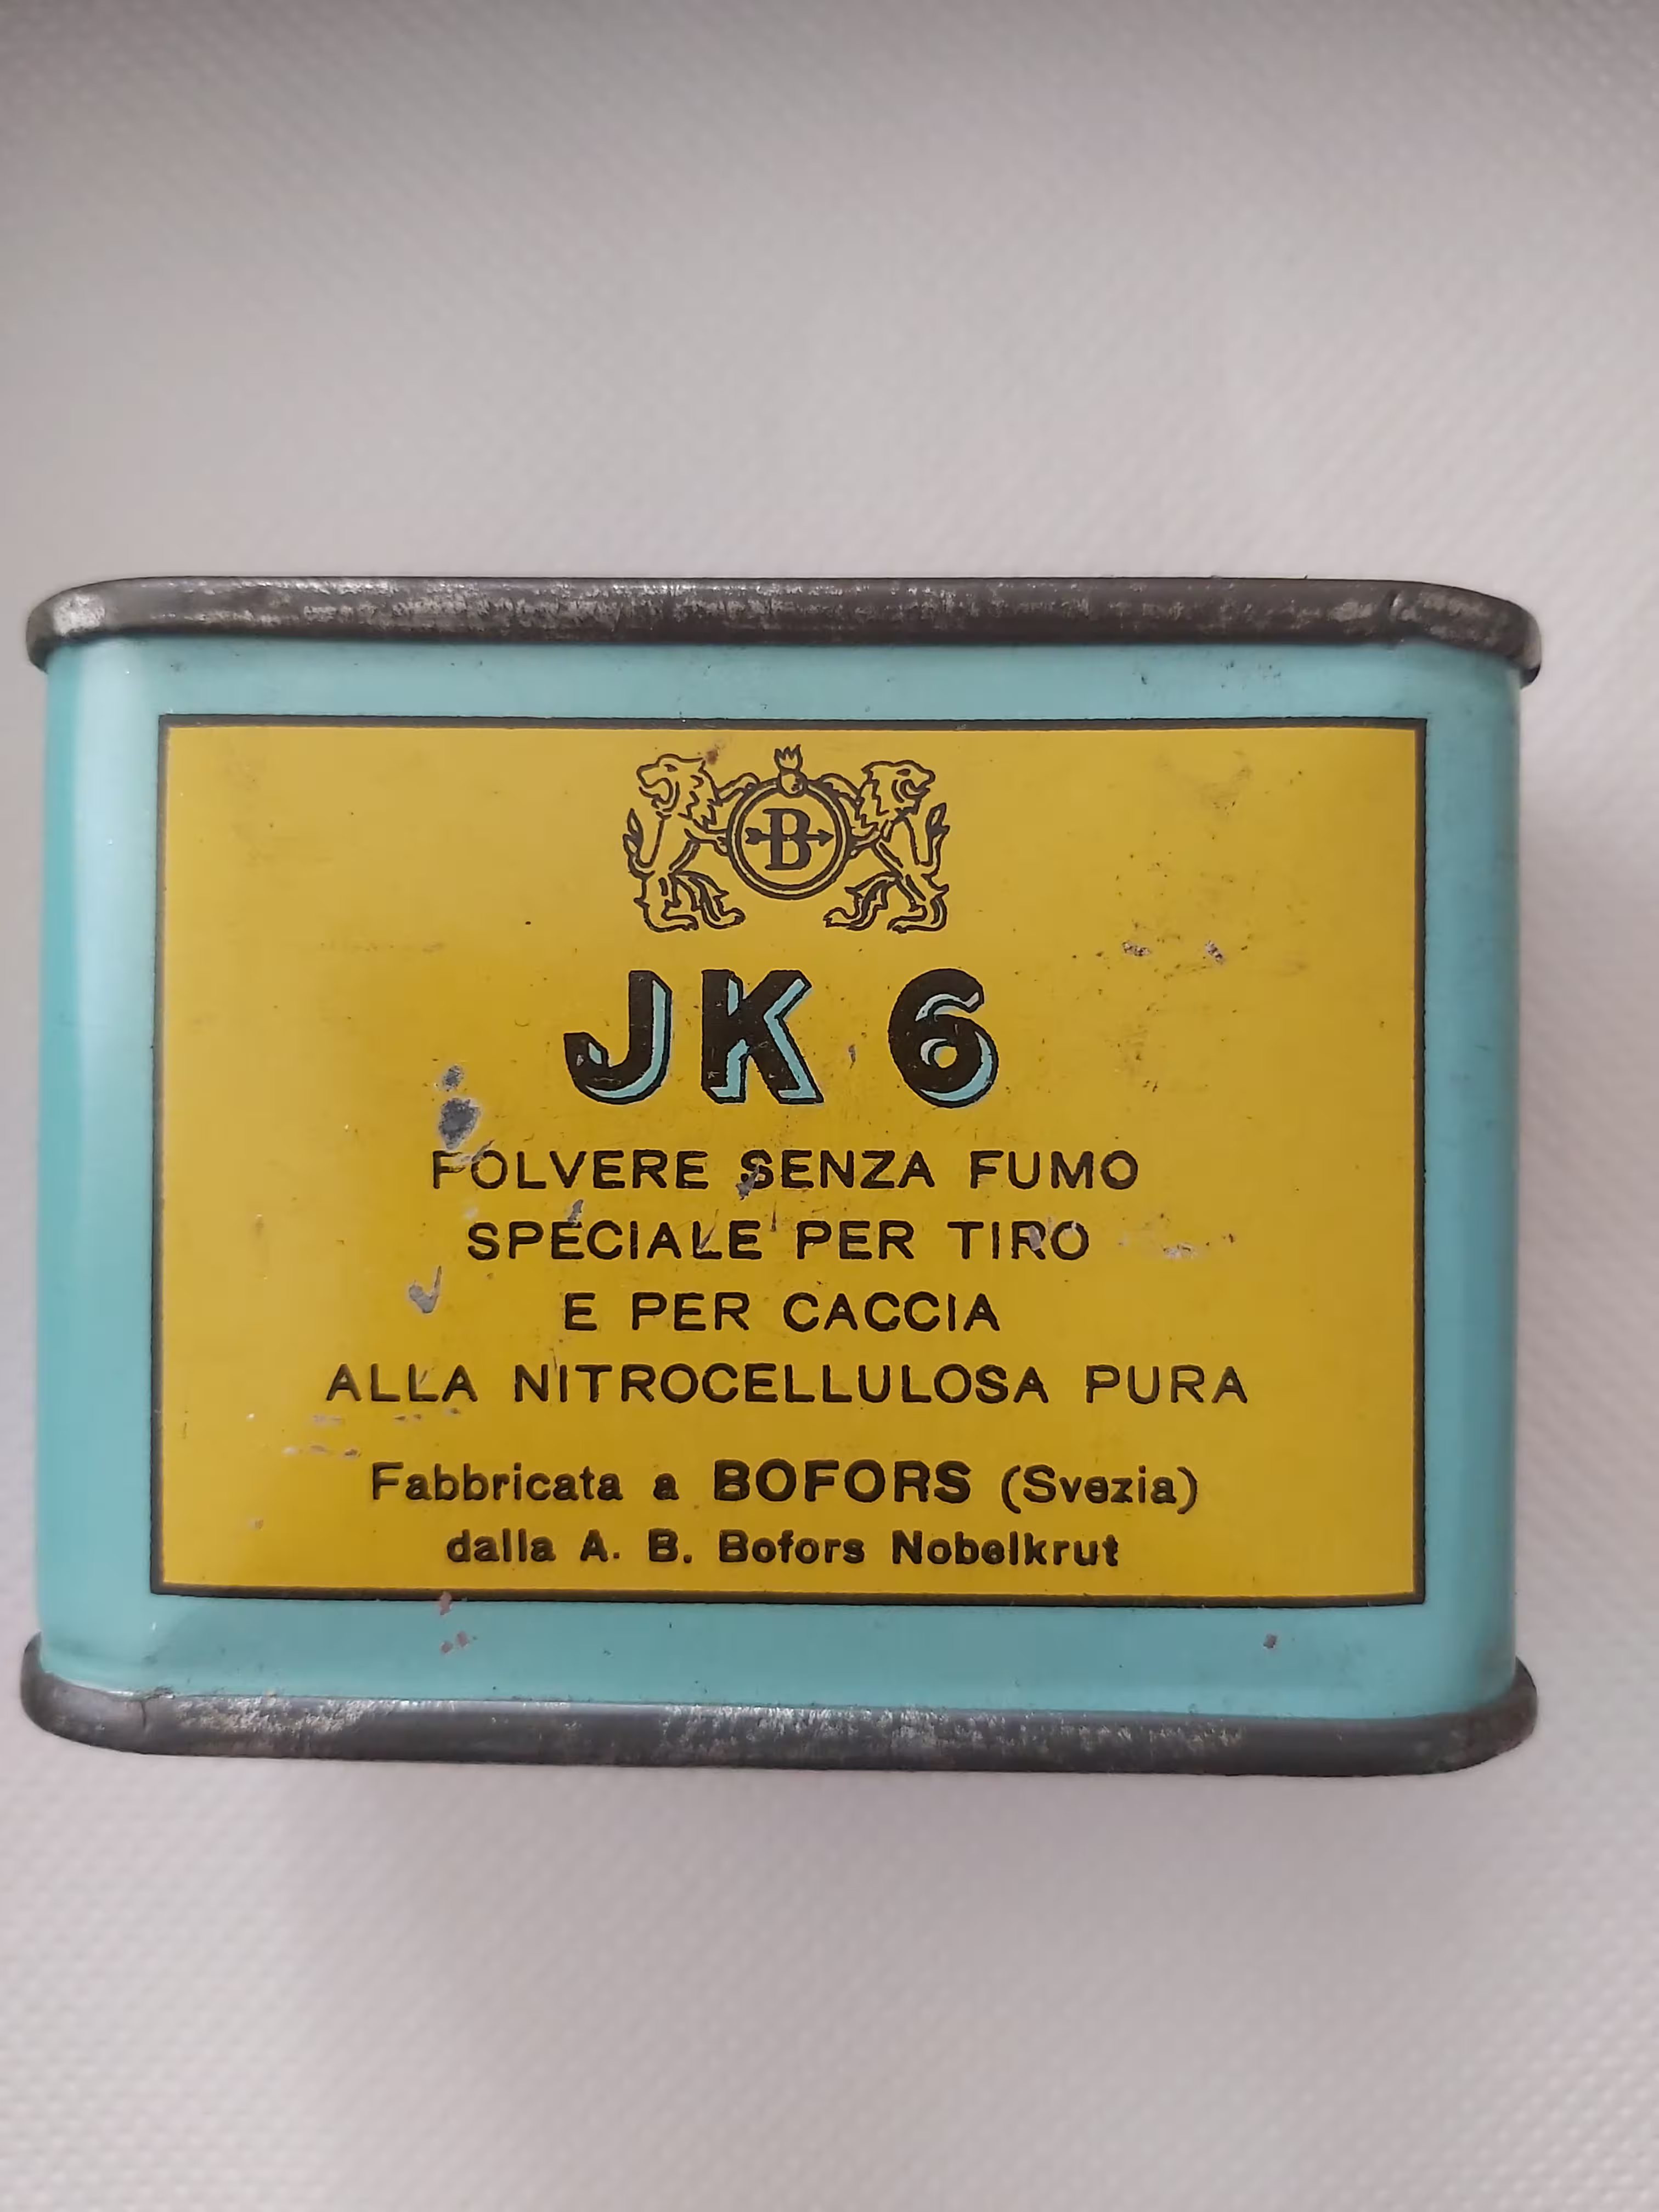 B
JK 6
POLVERE SENZA FUMO
SPECIALE PER TIRO
E PER CACCIA
ALLA NITROCELLULOSA PURA
Fabbricata a BOFORS (Svezia)
dalla A. B. Bofors Nobelkrut